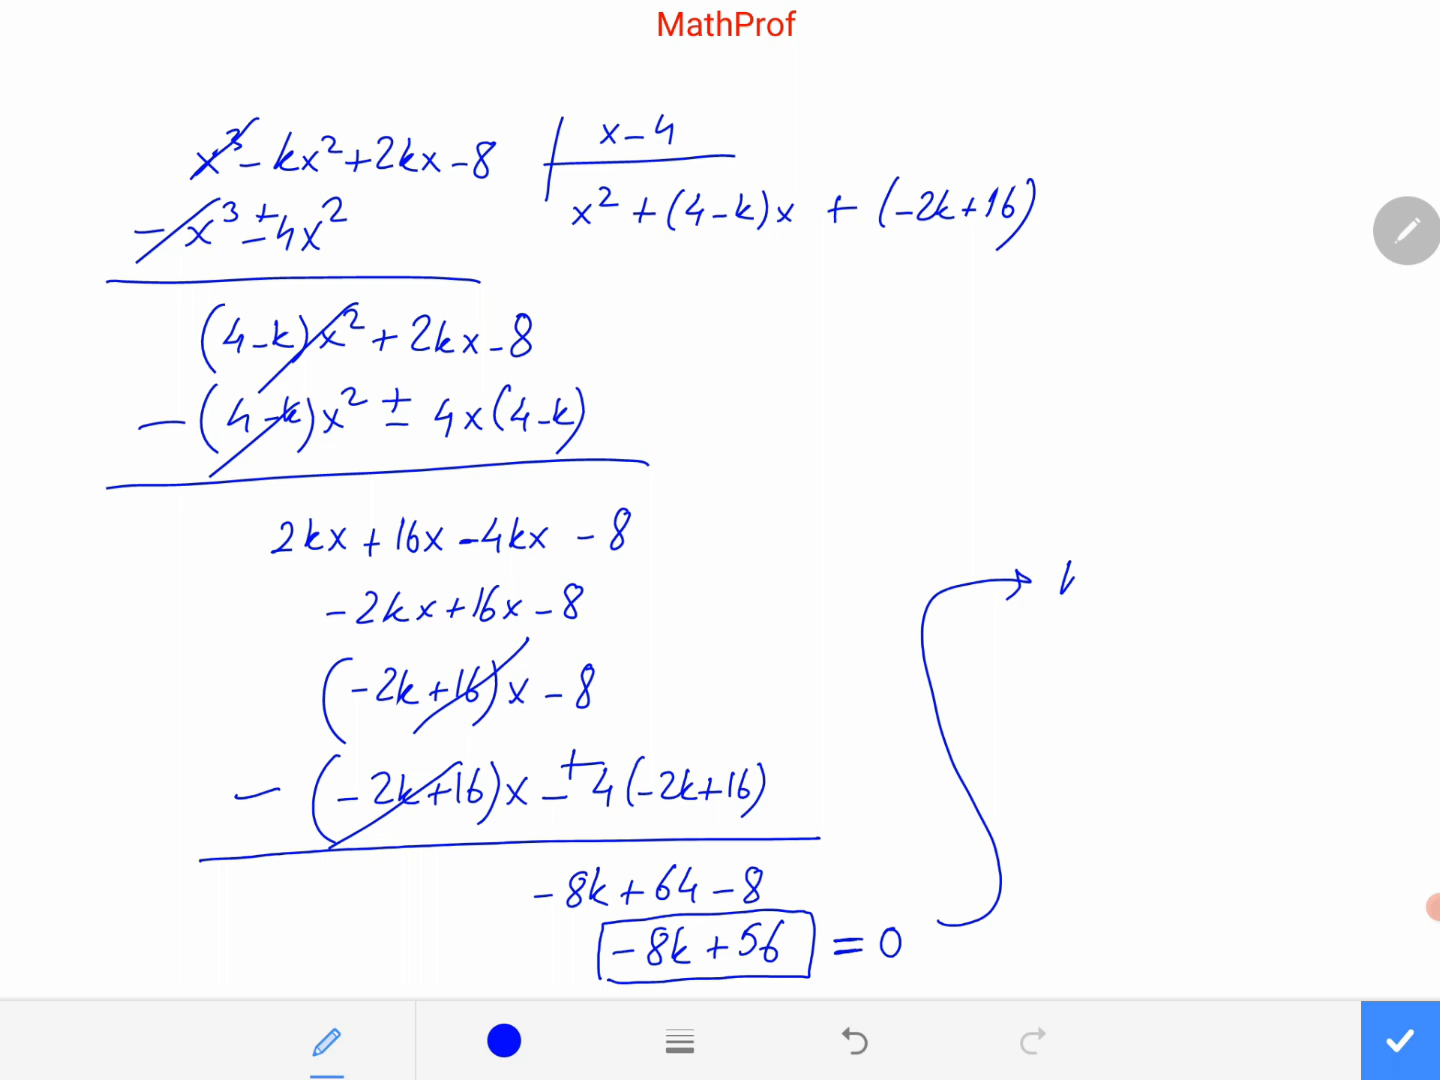 MathProf
x³ - kx² + 2kx - 8 | x - 4
- x³ ∓ 4x² x² + (4-k)x + (-2k+16)
(4-k)x² + 2kx - 8
- (4-k)x² ± 4x(4-k)
2kx + 16x - 4kx - 8
-2kx + 16x - 8
(-2k+16)x - 8
- (-2k+16)x ∓ 4(-2k+16)
-8k + 64 - 8
-8k + 56 = 0